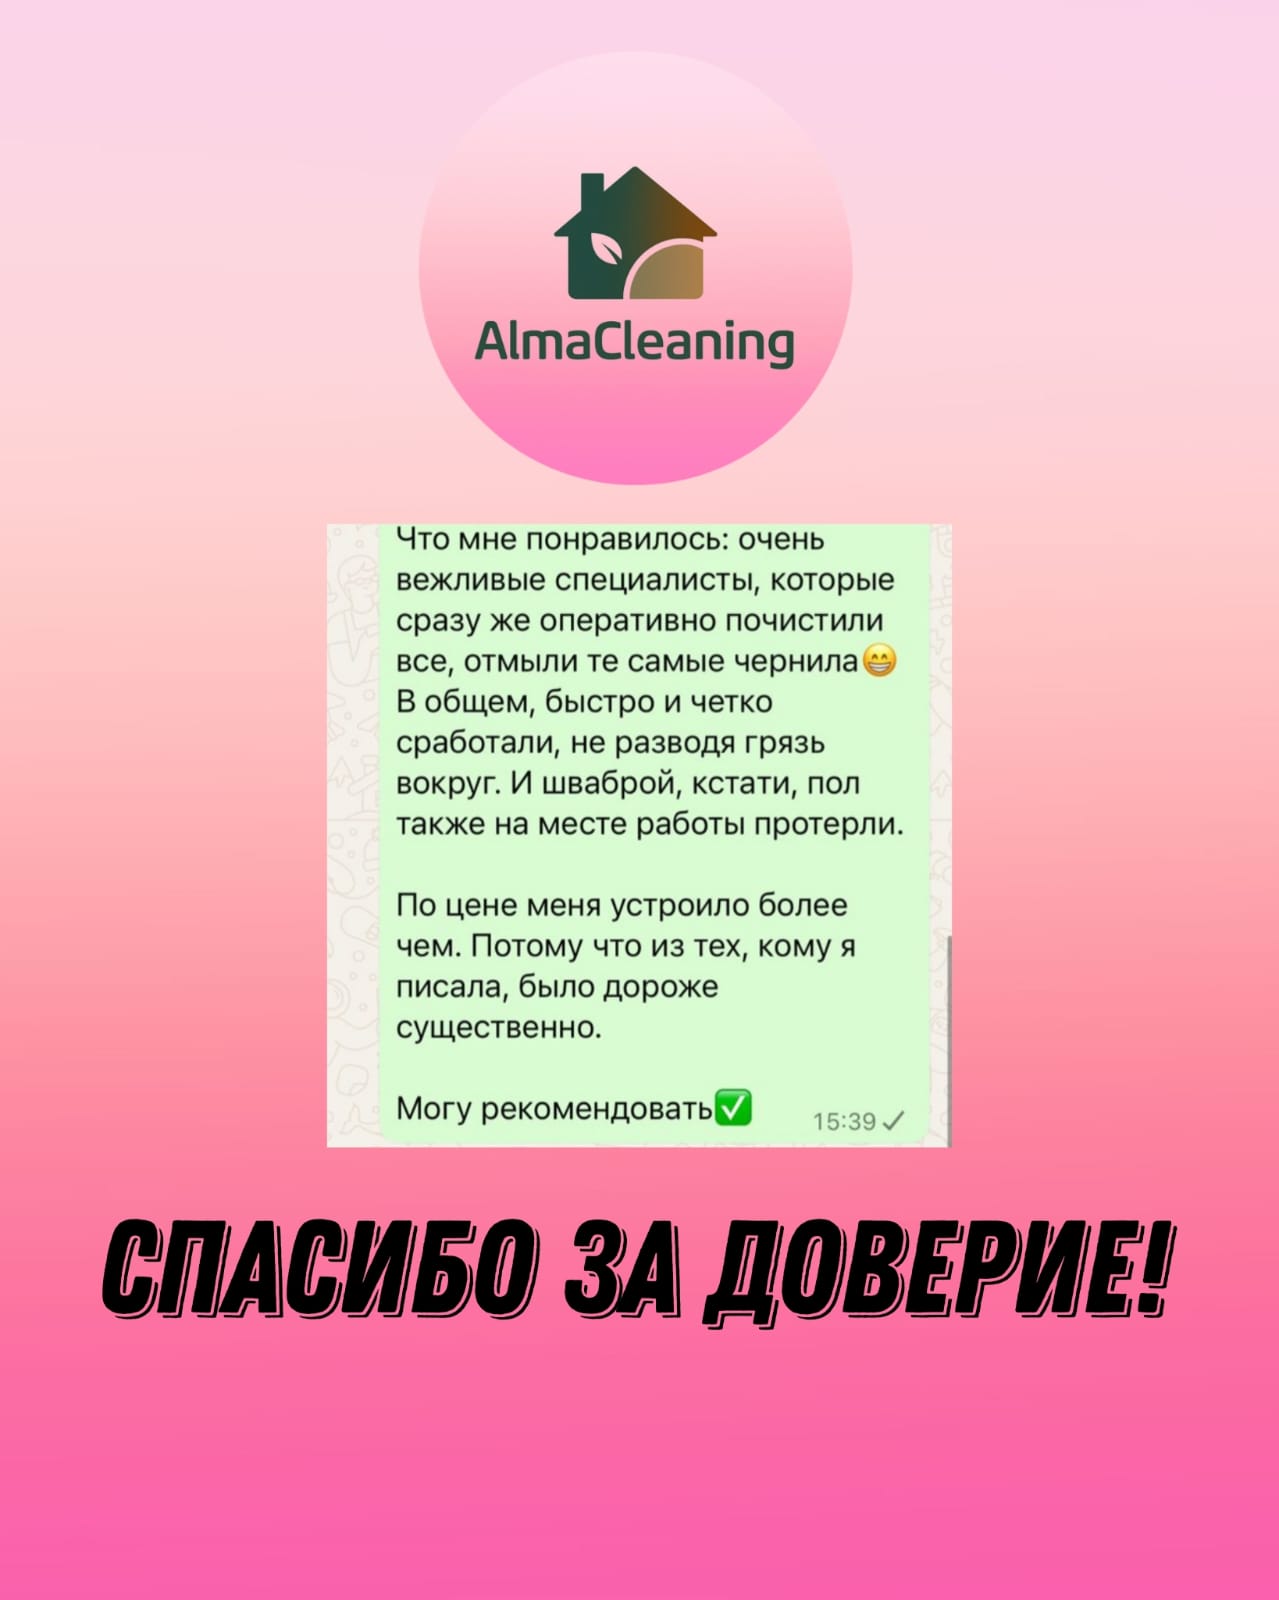 AlmaCleaning
Что мне понравилось: очень
вежливые специалисты, которые
сразу же оперативно почистили
все, отмыли те самые чернила😁
В общем, быстро и четко
сработали, не разводя грязь
вокруг. И шваброй, кстати, пол
также на месте работы протерли.
По цене меня устроило более
чем. Потому что из тех, кому я
писала, было дороже
существенно.
Могу рекомендовать✅
15:39
СПАСИБО ЗА ДОВЕРИЕ!